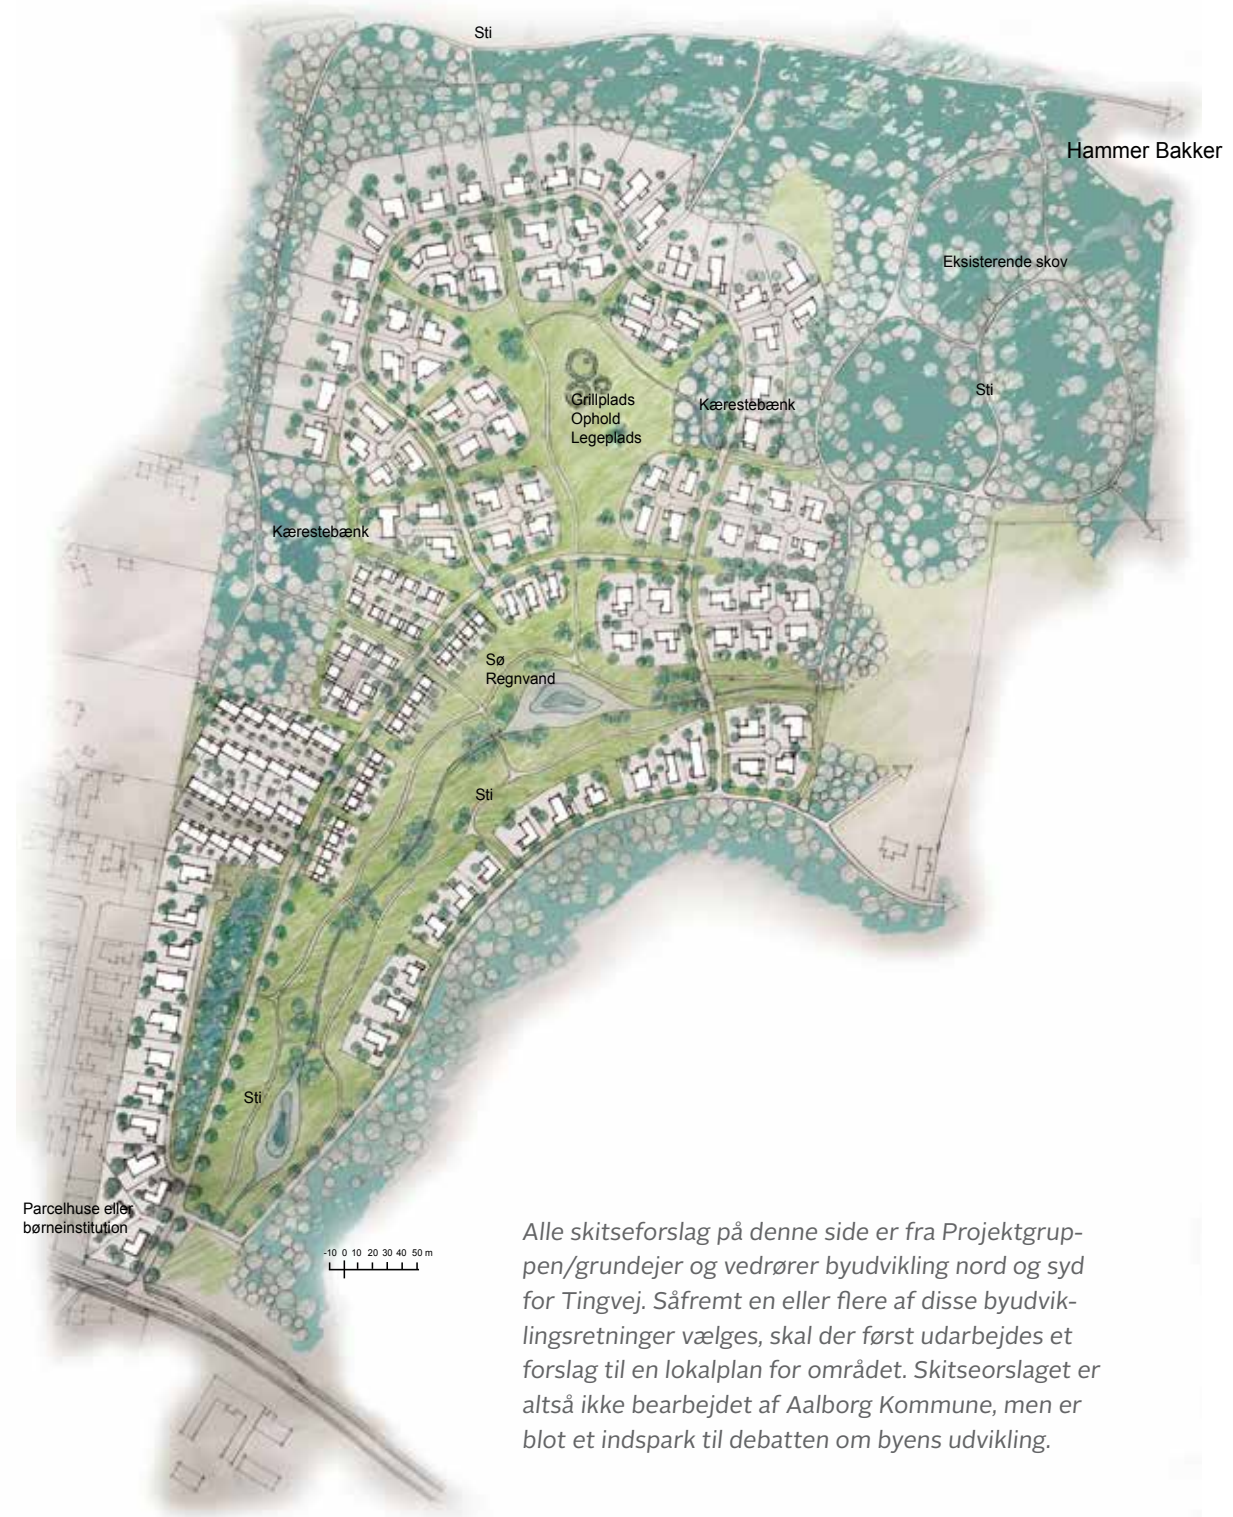 Sti
Hammer Bakker
Eksisterende skov
Sti
Grillplads
Ophold
Legeplads
Kærestebænk
Kærestebænk
Sø
Regnvand
Sti
Sti
Parcelhuse eller
børneinstitution
-10 0 10 20 30 40 50 m
Alle skitseforslag på denne side er fra Projektgrup-
pen/grundejer og vedrører byudvikling nord og syd
for Tingvej. Såfremt en eller flere af disse byudvik-
lingsretninger vælges, skal der først udarbejdes et
forslag til en lokalplan for området. Skitseorslaget er
altså ikke bearbejdet af Aalborg Kommune, men er
blot et indspark til debatten om byens udvikling.